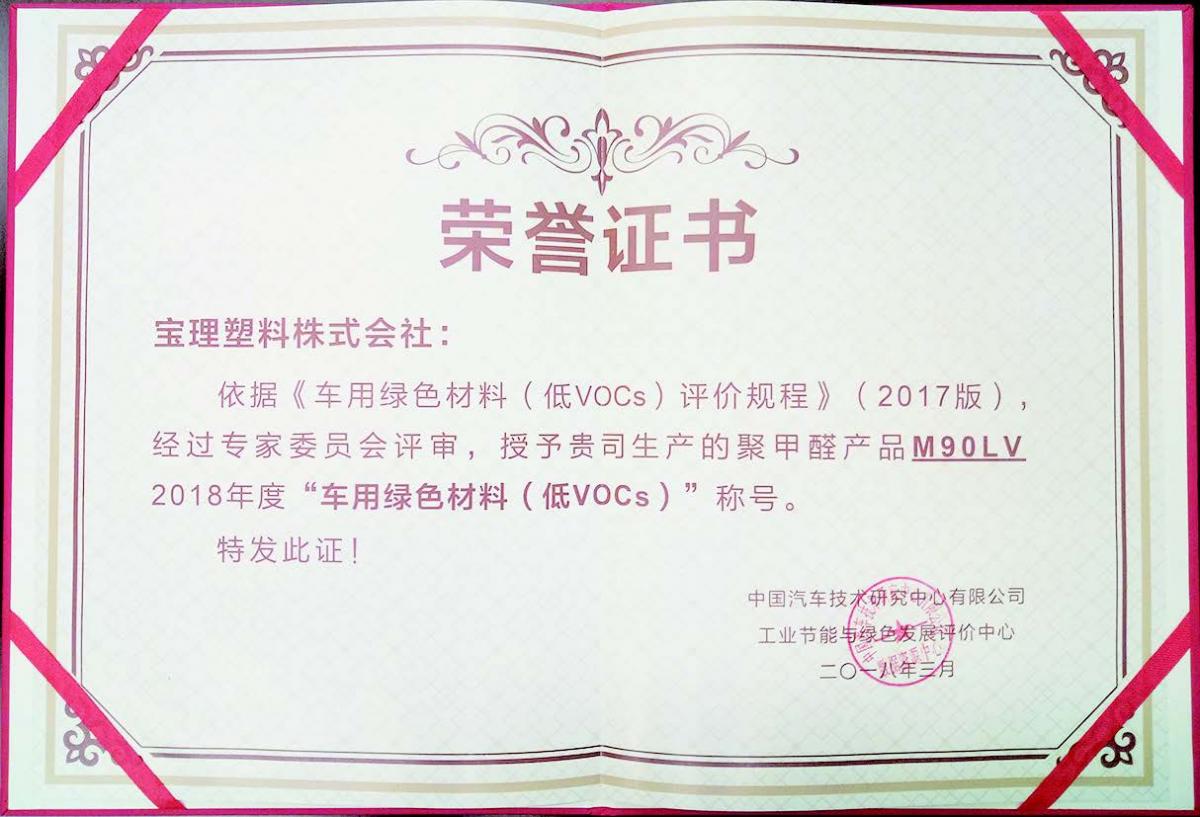 荣誉证书
宝理塑料株式会社：
依据《车用绿色材料（低VOCs）评价规程》（2017版），
经过专家委员会评审，授予贵司生产的聚甲醛产品M90LV
2018年度“车用绿色材料（低VOCs）”称号。
特发此证！
中国汽车技术研究中心有限公司
工业节能与绿色发展评价中心
二〇一八年三月